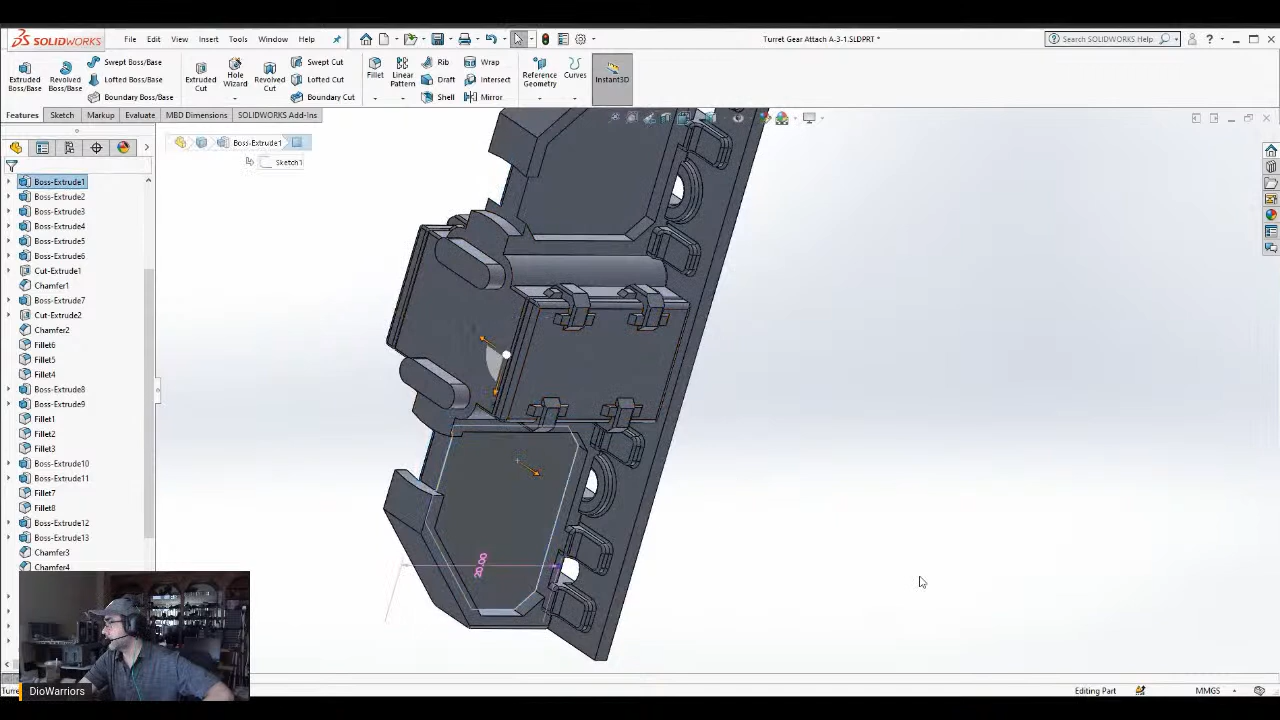 SOLIDWORKS
File Edit View Insert Tools Window Help
Turret Gear Attach A-3-1.SLDPRT *
Search SOLIDWORKS Help
Extruded Boss/Base
Revolved Boss/Base
Swept Boss/Base
Lofted Boss/Base
Boundary Boss/Base
Extruded Cut
Hole Wizard
Revolved Cut
Swept Cut
Lofted Cut
Boundary Cut
Fillet
Linear Pattern
Rib
Draft
Shell
Wrap
Intersect
Mirror
Reference Geometry
Curves
Instant3D
Features Sketch Markup Evaluate MBD Dimensions SOLIDWORKS Add-Ins
Boss-Extrude1
Sketch1
Boss-Extrude1
Boss-Extrude2
Boss-Extrude3
Boss-Extrude4
Boss-Extrude5
Boss-Extrude6
Cut-Extrude1
Chamfer1
Boss-Extrude7
Cut-Extrude2
Chamfer2
Fillet6
Fillet5
Fillet4
Boss-Extrude8
Boss-Extrude9
Fillet1
Fillet2
Fillet3
Boss-Extrude10
Boss-Extrude11
Fillet7
Fillet8
Boss-Extrude12
Boss-Extrude13
Chamfer3
Chamfer4
20.00
DioWarriors
Editing Part
MMGS